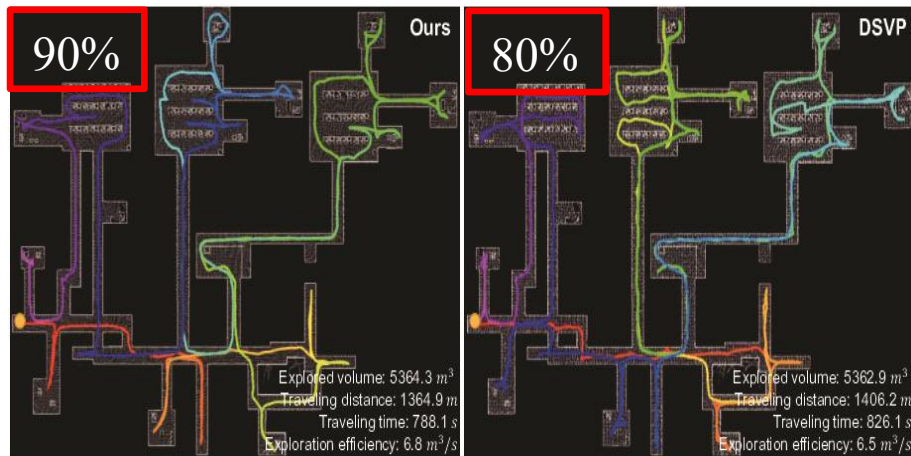 90%
Ours
Explored volume: 5364.3 m³
Traveling distance: 1364.9 m
Traveling time: 788.1 s
Exploration efficiency: 6.8 m³/s
80%
DSVP
Explored volume: 5362.9 m³
Traveling distance: 1406.2 m
Traveling time: 826.1 s
Exploration efficiency: 6.5 m³/s